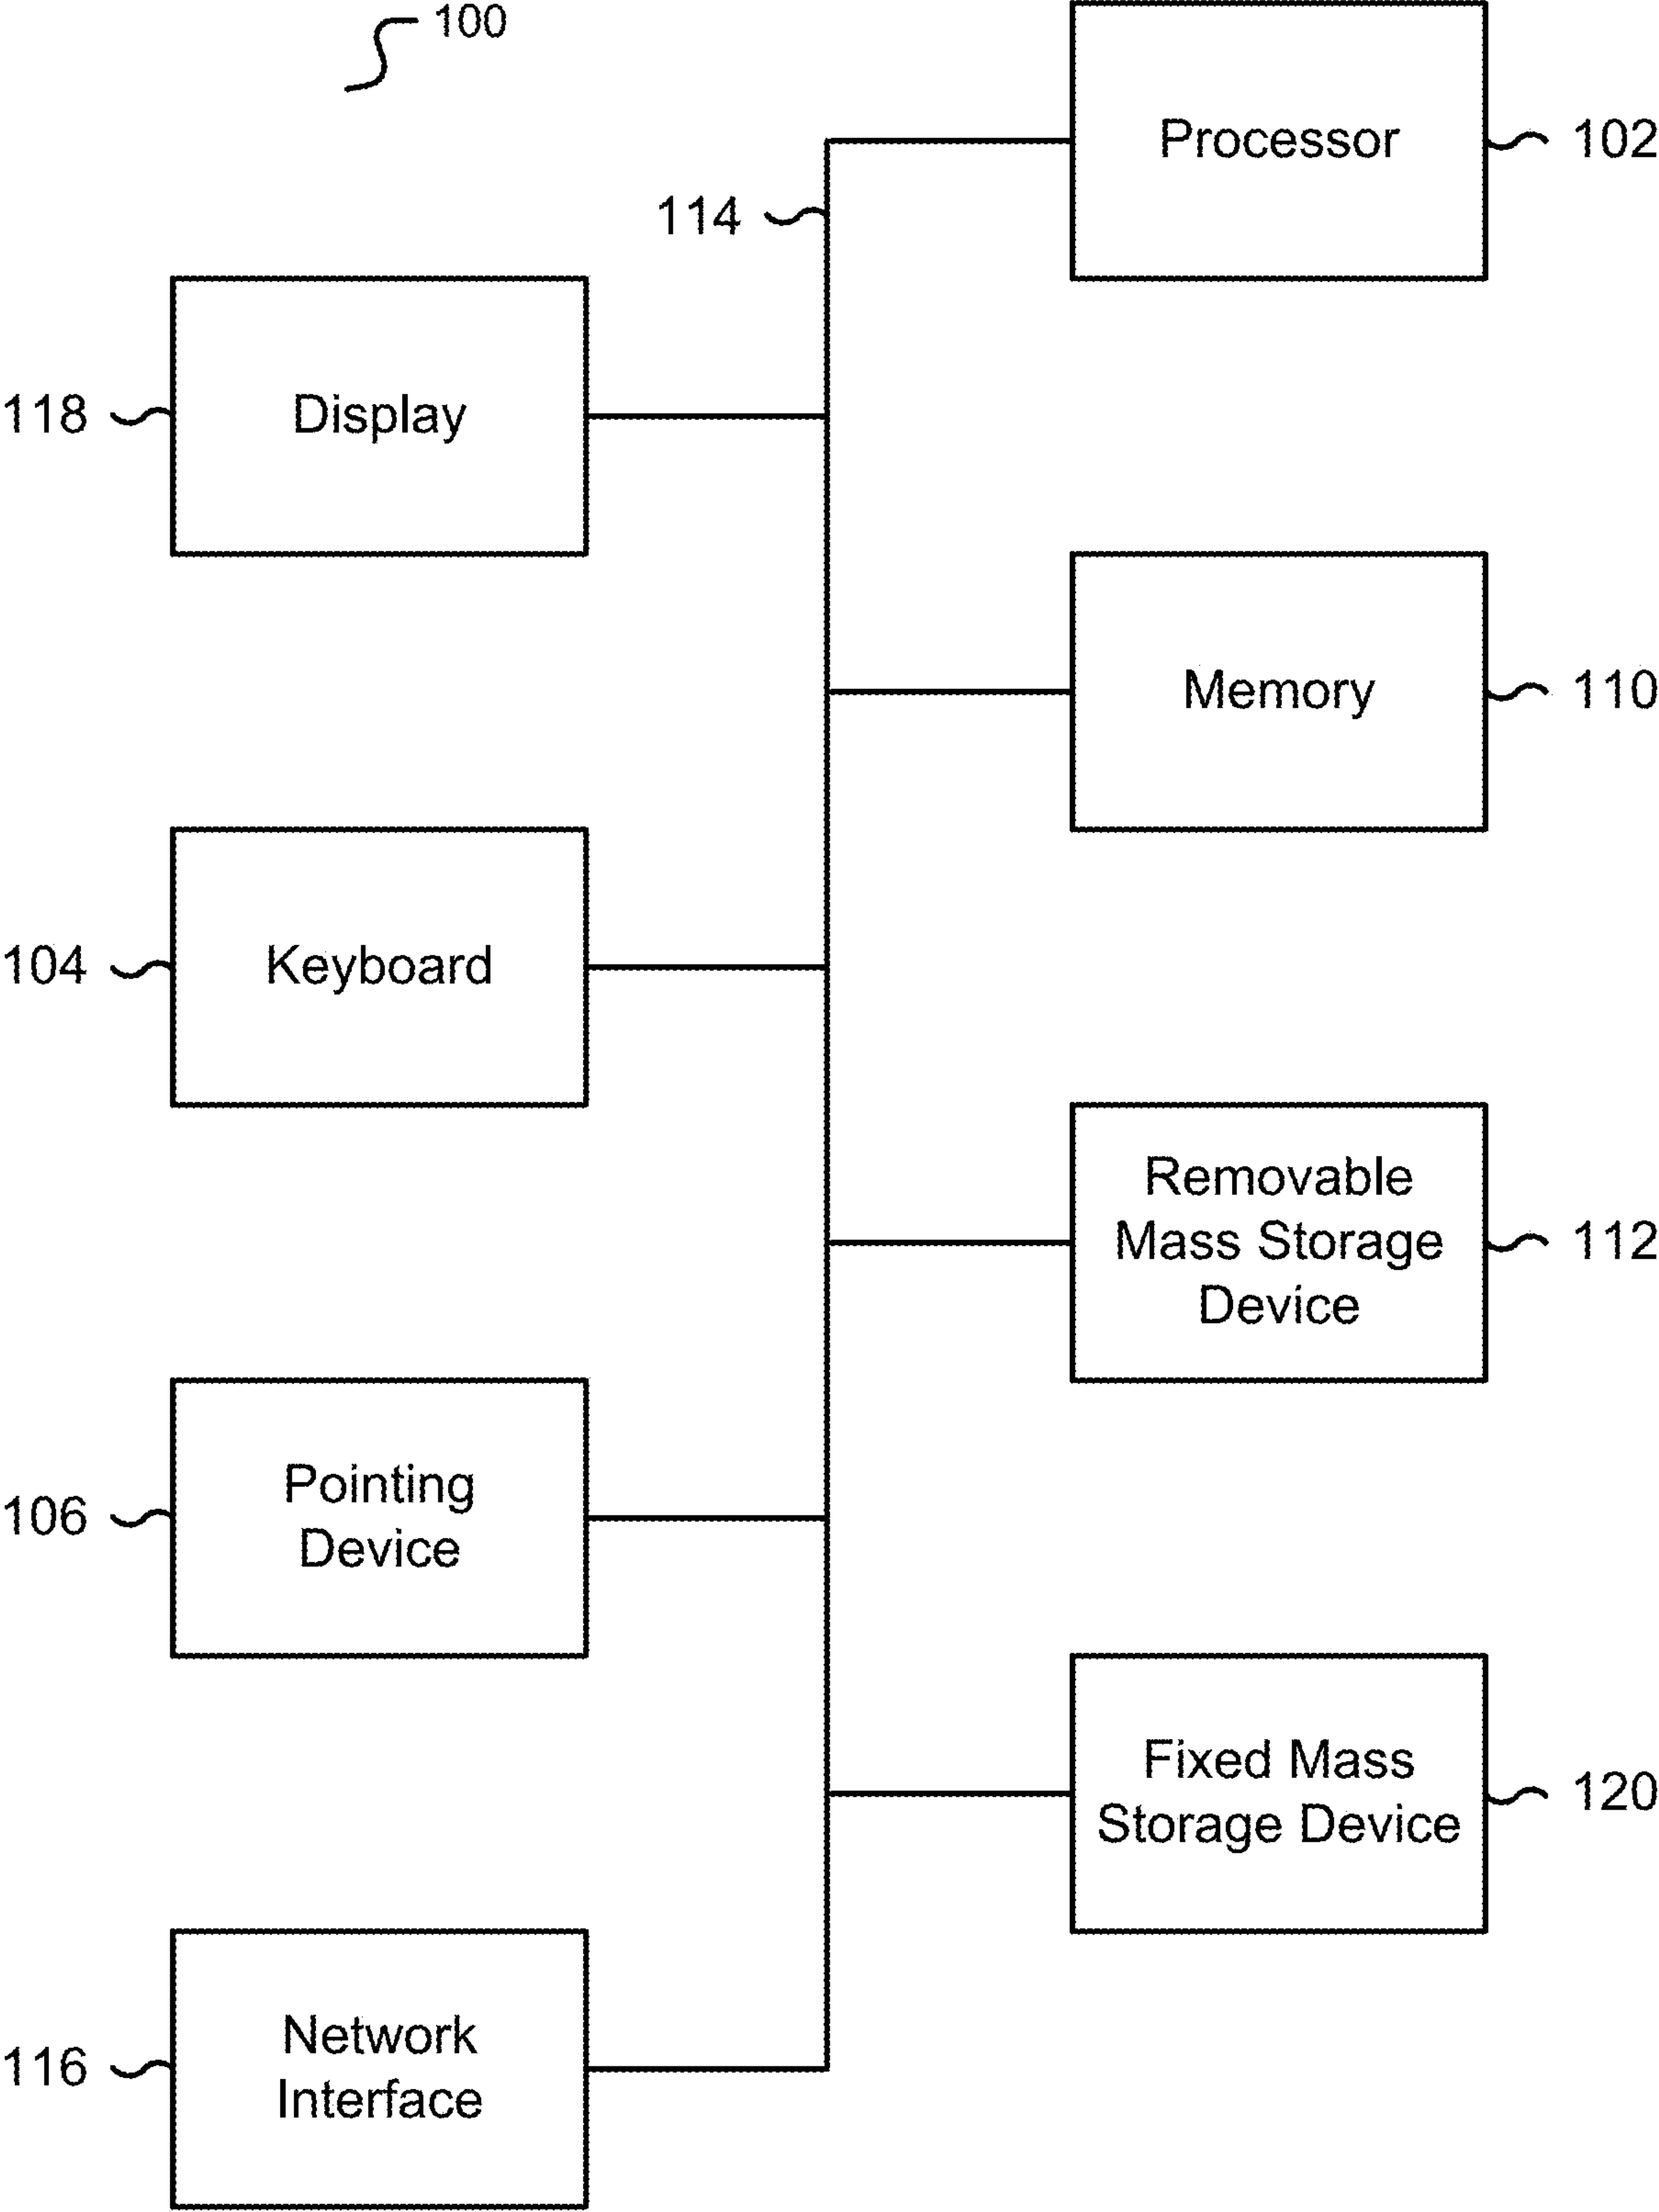 100
Processor
102
114
118
Display
Memory
110
104
Keyboard
Removable
Mass Storage
Device
112
106
Pointing
Device
Fixed Mass
Storage Device
120
116
Network
Interface